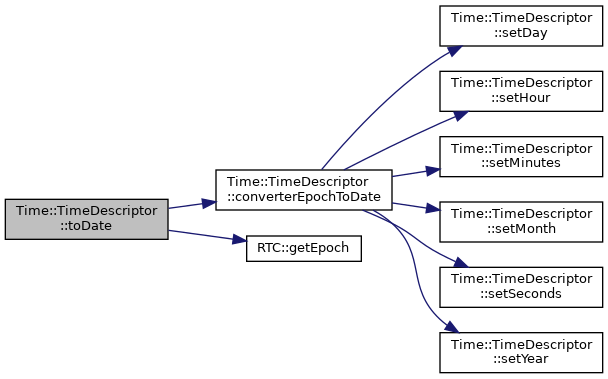 Time::TimeDescriptor
::toDate
Time::TimeDescriptor
::converterEpochToDate
RTC::getEpoch
Time::TimeDescriptor
::setDay
Time::TimeDescriptor
::setHour
Time::TimeDescriptor
::setMinutes
Time::TimeDescriptor
::setMonth
Time::TimeDescriptor
::setSeconds
Time::TimeDescriptor
::setYear